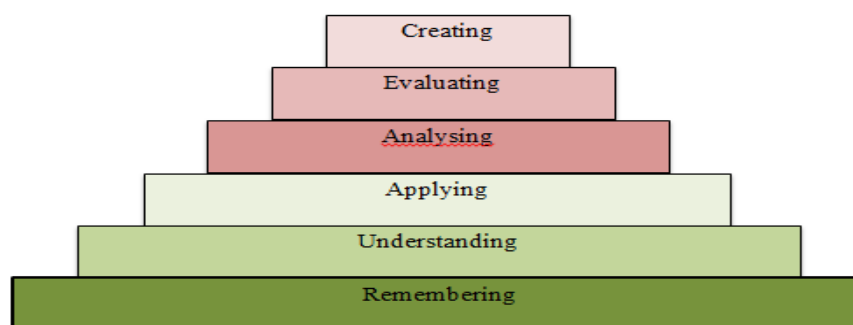 Creating
Evaluating
Analysing
Applying
Understanding
Remembering